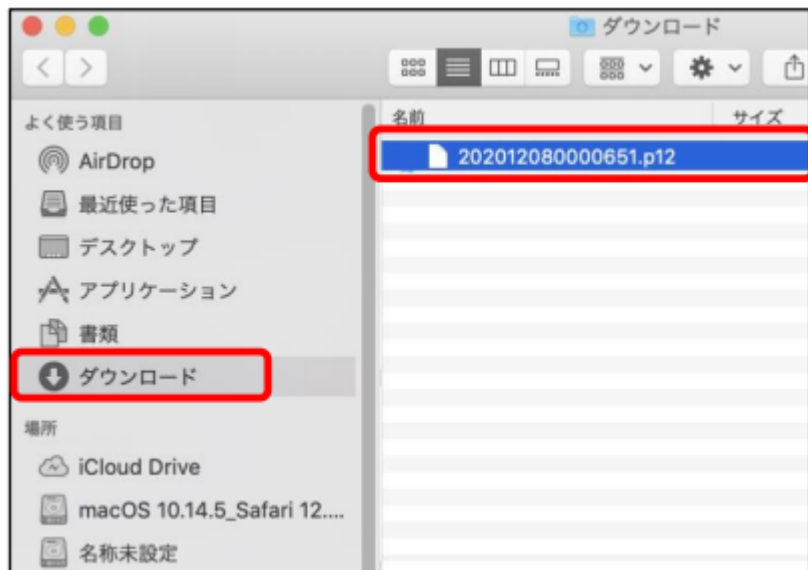 ダウンロード
よく使う項目
AirDrop
最近使った項目
デスクトップ
アプリケーション
書類
ダウンロード
場所
iCloud Drive
macOS 10.14.5_Safari 12....
名称未設定
名前 サイズ
202012080000651.p12